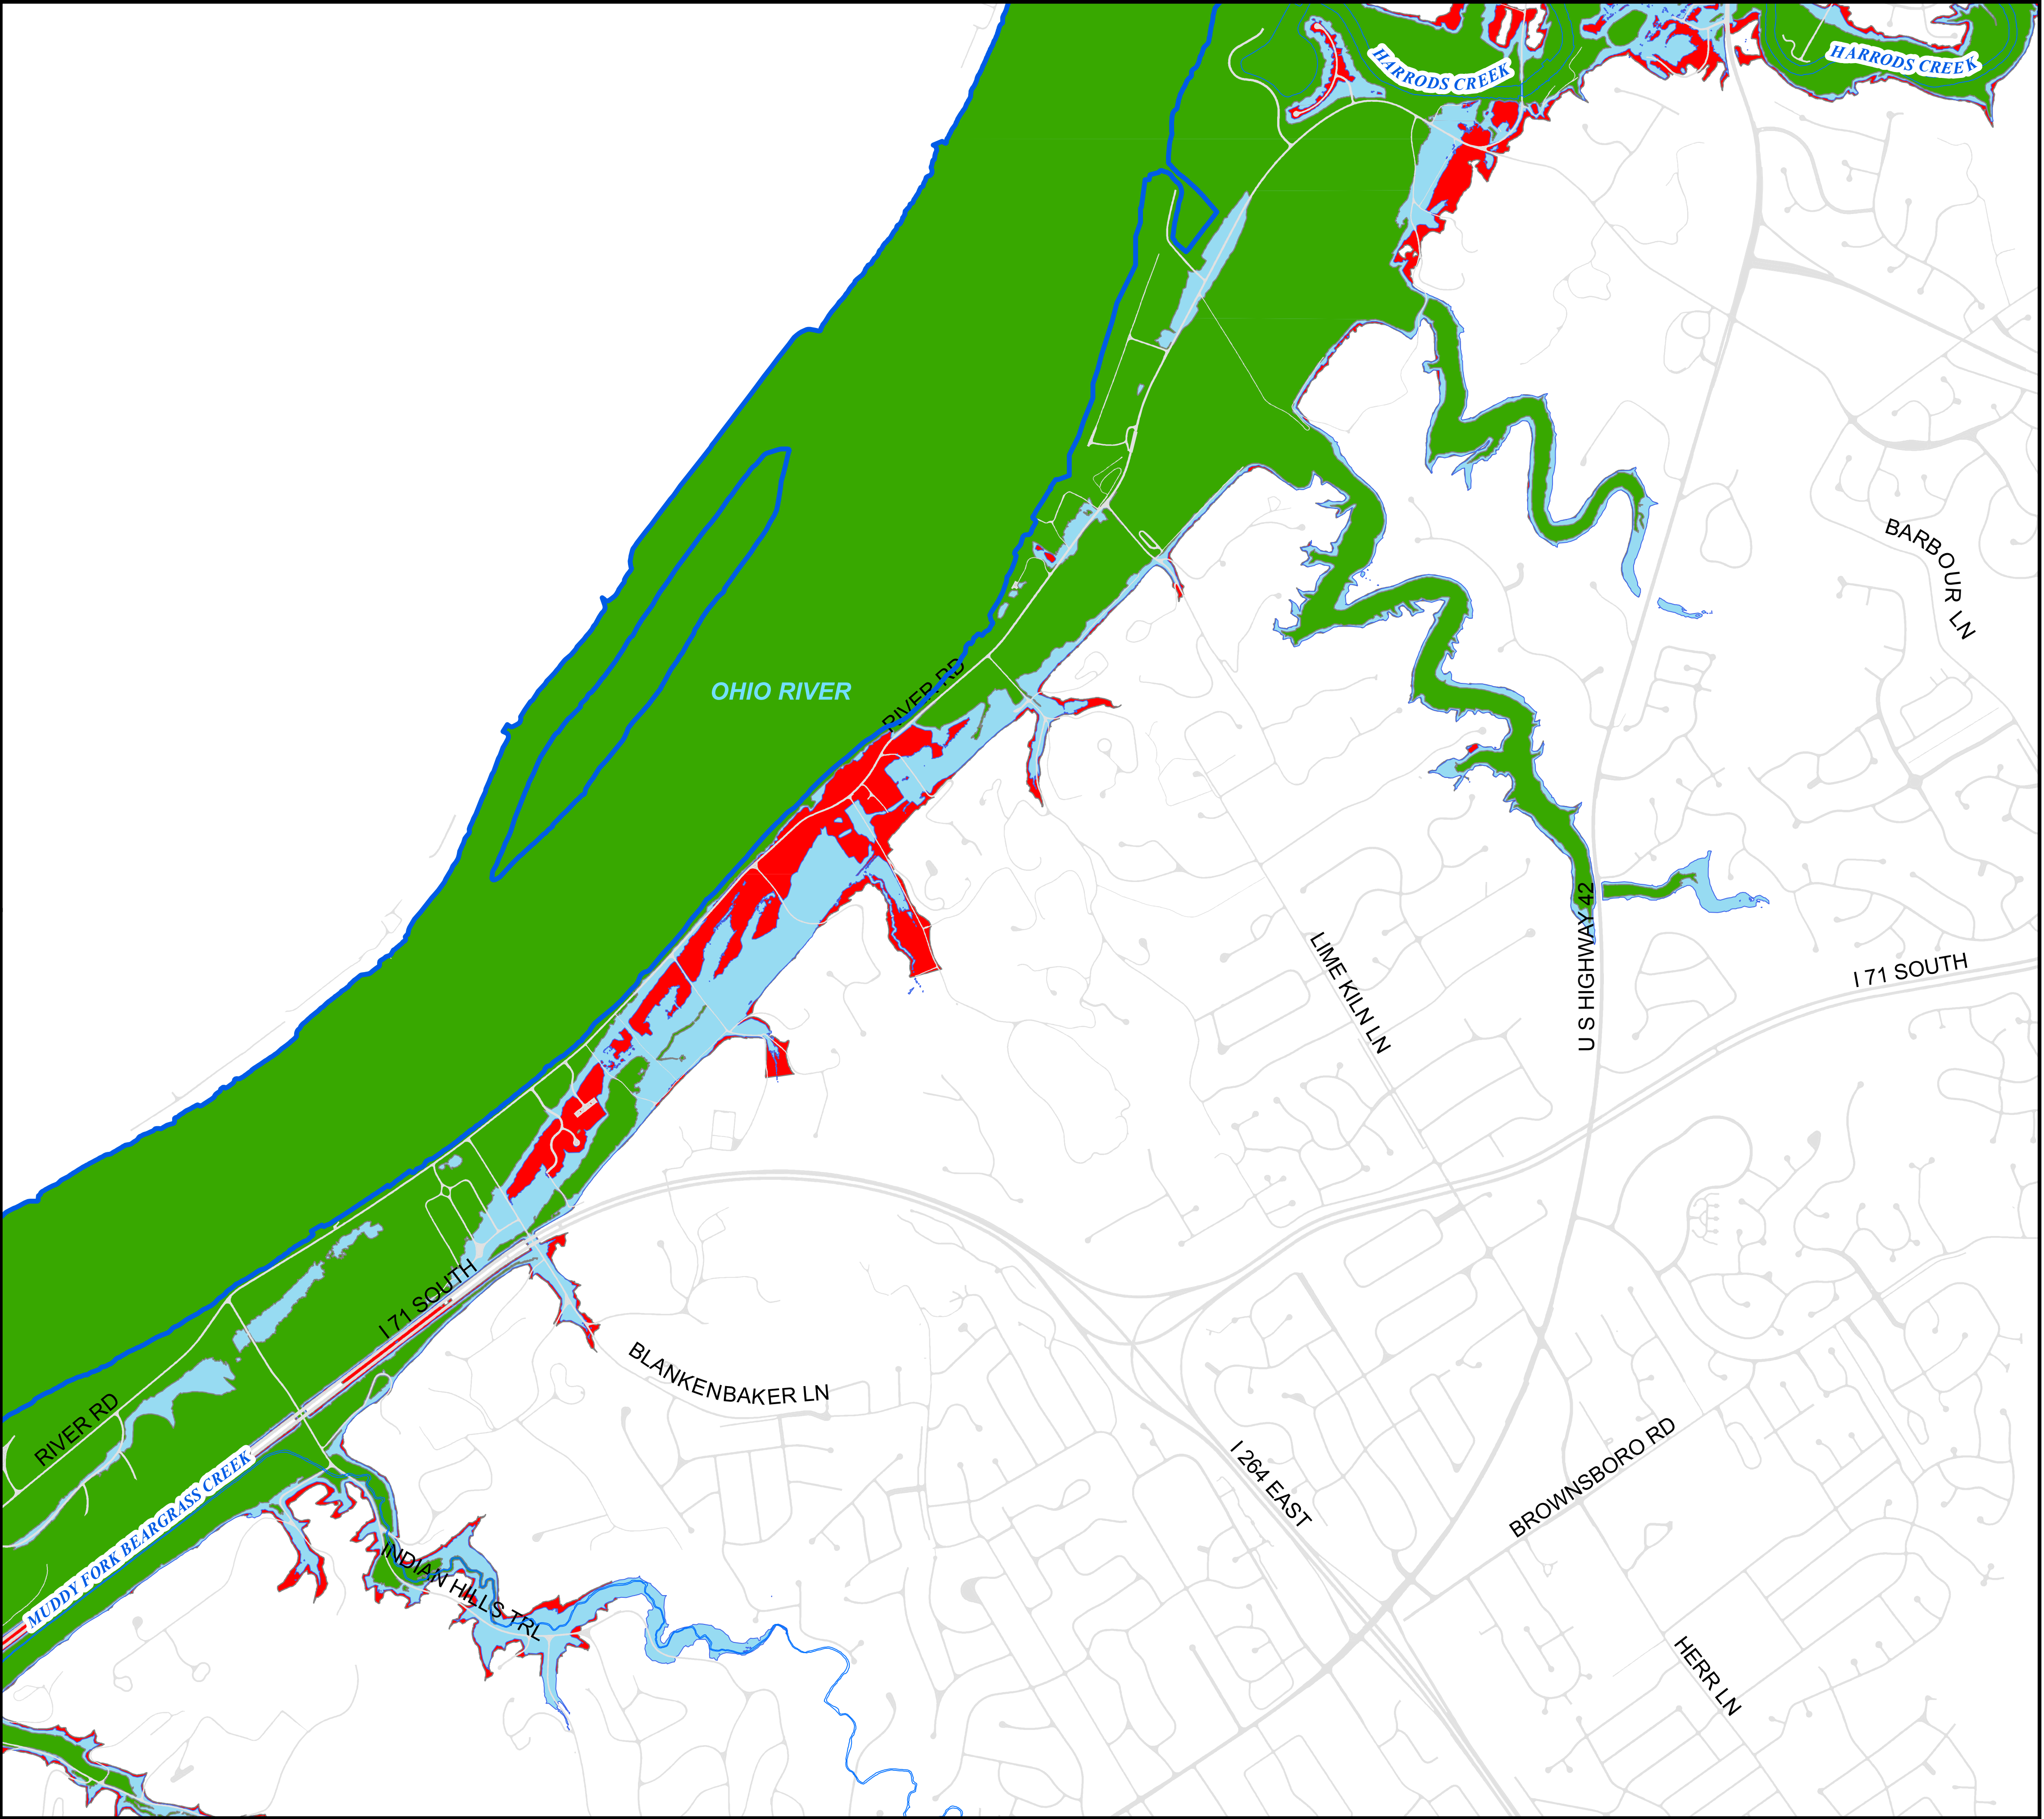 HARRODS CREEK
HARRODS CREEK
BARBOUR LN
OHIO RIVER
RIVER RD
LIME KILN LN
U S HIGHWAY 42
I 71 SOUTH
I 71 SOUTH
BLANKENBAKER LN
RIVER RD
I 264 EAST
BROWNSBORO RD
MUDDY FORK BEARGRASS CREEK
INDIAN HILLS TRL
HERR LN